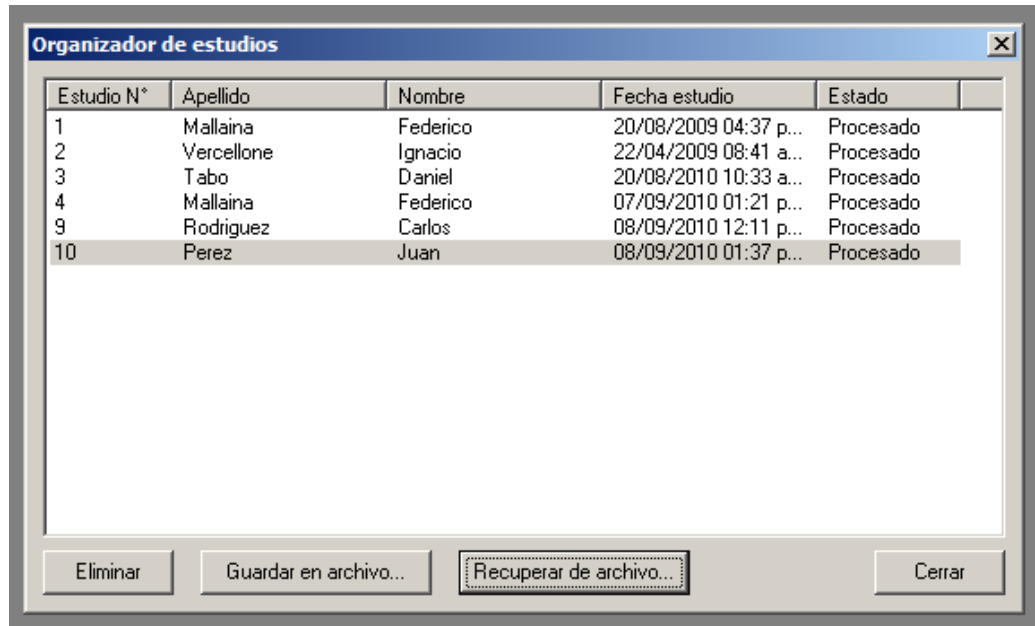 Organizador de estudios
Estudio N° Apellido Nombre Fecha estudio Estado
1 Mallaina Federico 20/08/2009 04:37 p... Procesado
2 Vercellone Ignacio 22/04/2009 08:41 a... Procesado
3 Tabo Daniel 20/08/2010 10:33 a... Procesado
4 Mallaina Federico 07/09/2010 01:21 p... Procesado
9 Rodriguez Carlos 08/09/2010 12:11 p... Procesado
10 Perez Juan 08/09/2010 01:37 p... Procesado
Eliminar Guardar en archivo... Recuperar de archivo... Cerrar